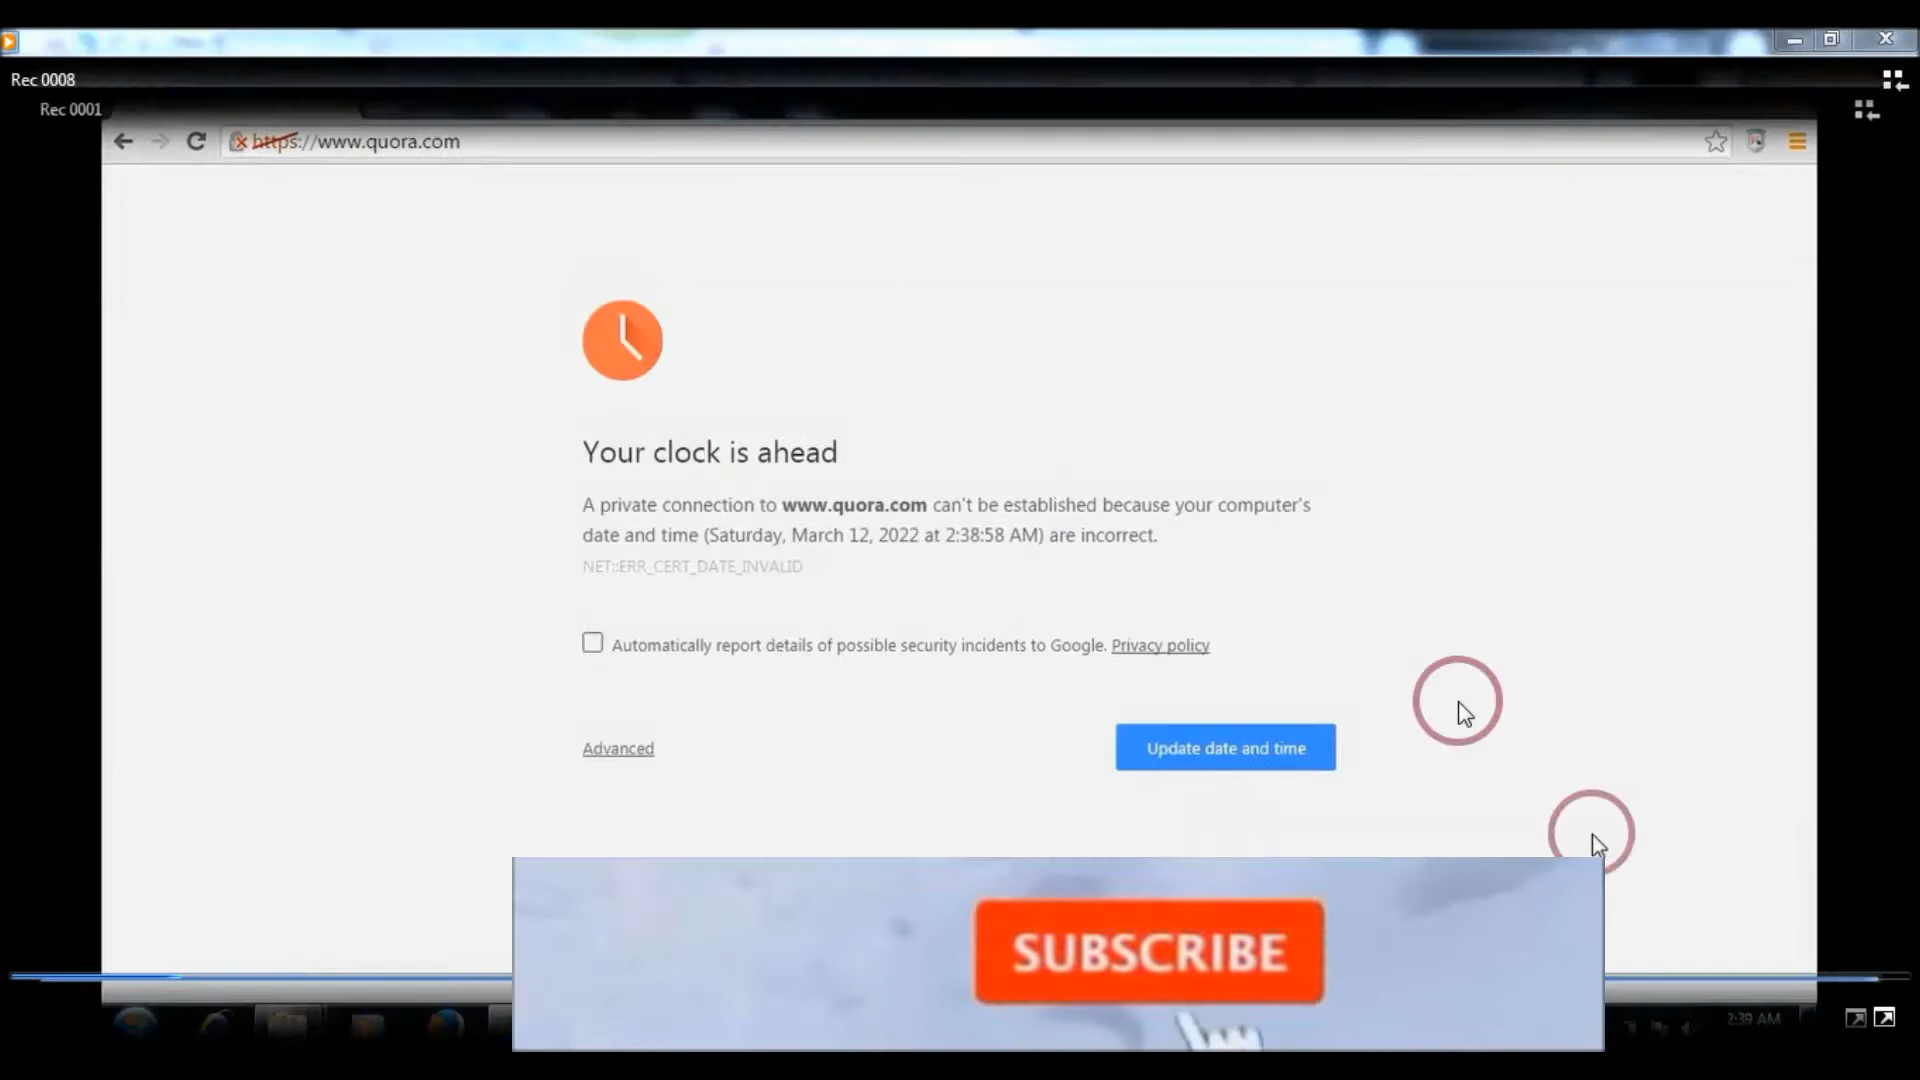 Rec 0008
Rec 0001
https://www.quora.com
Your clock is ahead
A private connection to www.quora.com can't be established because your computer's
date and time (Saturday, March 12, 2022 at 2:38:58 AM) are incorrect.
NET::ERR_CERT_DATE_INVALID
Automatically report details of possible security incidents to Google. Privacy policy
Advanced
Update date and time
SUBSCRIBE
2:39 AM